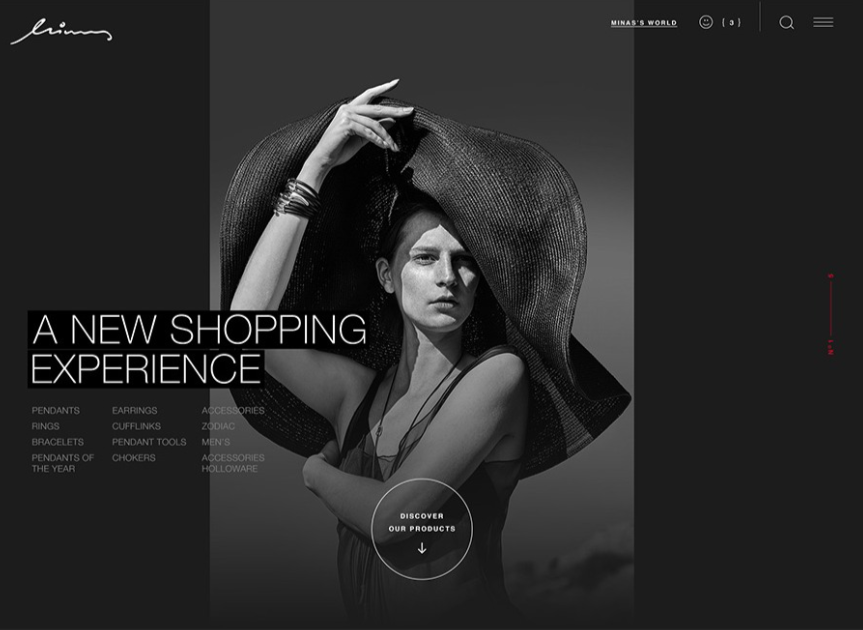 Minas
MINAS'S WORLD
( 3 )
A NEW SHOPPING
EXPERIENCE
PENDANTS
RINGS
BRACELETS
PENDANTS OF
THE YEAR
EARRINGS
CUFFLINKS
PENDANT TOOLS
CHOKERS
ACCESSORIES
ZODIAC
MEN'S
ACCESSORIES
HOLLOWARE
DISCOVER
OUR PRODUCTS